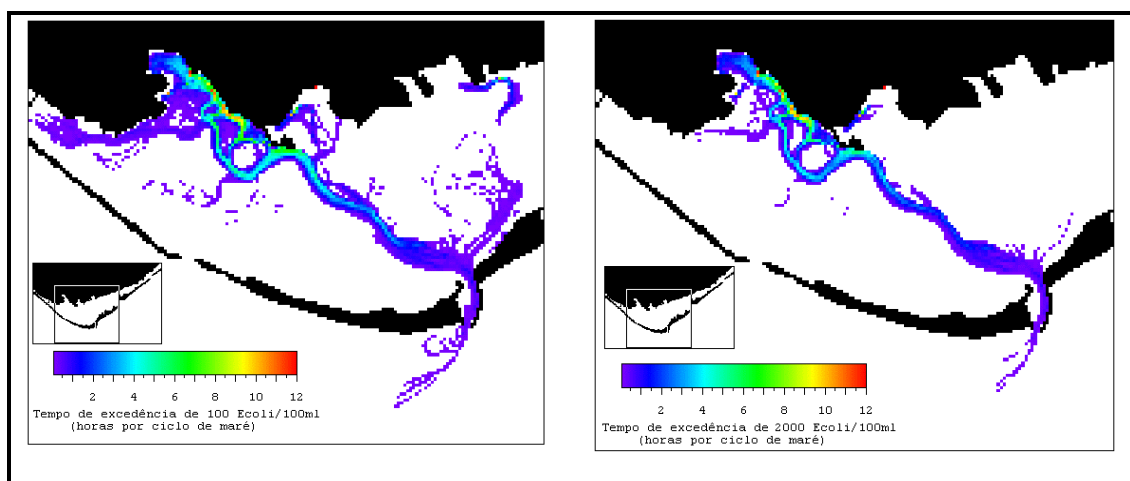 2 4 6 8 10 12
Tempo de excedência de 100 Ecoli/100ml
(horas por ciclo de maré)
2 4 6 8 10 12
Tempo de excedência de 2000 Ecoli/100ml
(horas por ciclo de maré)